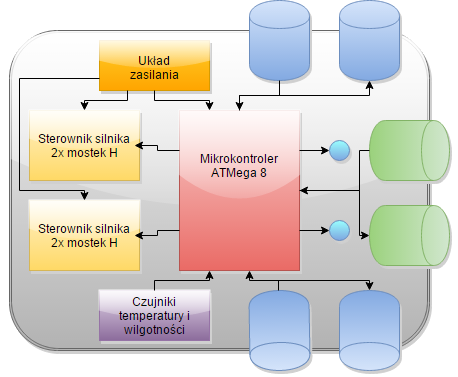 Układ
zasilania
Sterownik silnika
2x mostek H
Mikrokontroler
ATMega 8
Sterownik silnika
2x mostek H
Czujniki
temperatury i
wilgotności